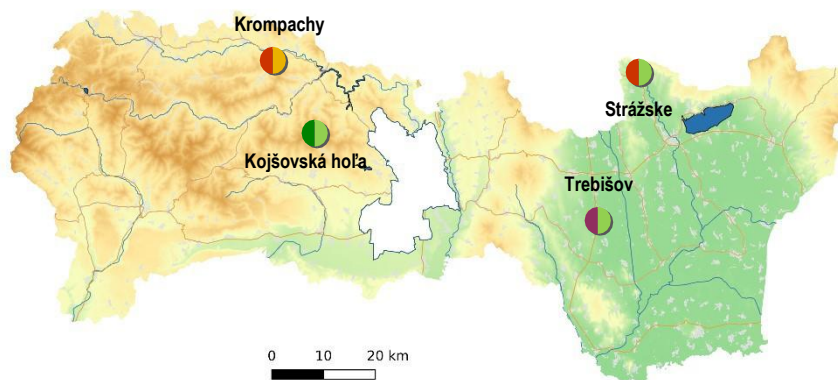 Krompachy
Strážske
Kojšovská hoľa
Trebišov
0 10 20 km